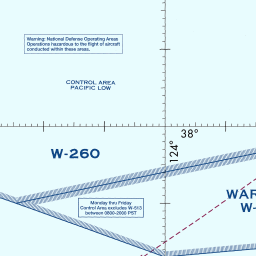 Warning: National Defense Operating Areas
Operations hazardous to the flight of aircraft
conducted within these areas.
CONTROL AREA
PACIFIC LOW
38°
124°
W-260
WAR
W-
Monday thru Friday
Control Area excludes W-513
between 0800-2000 PST